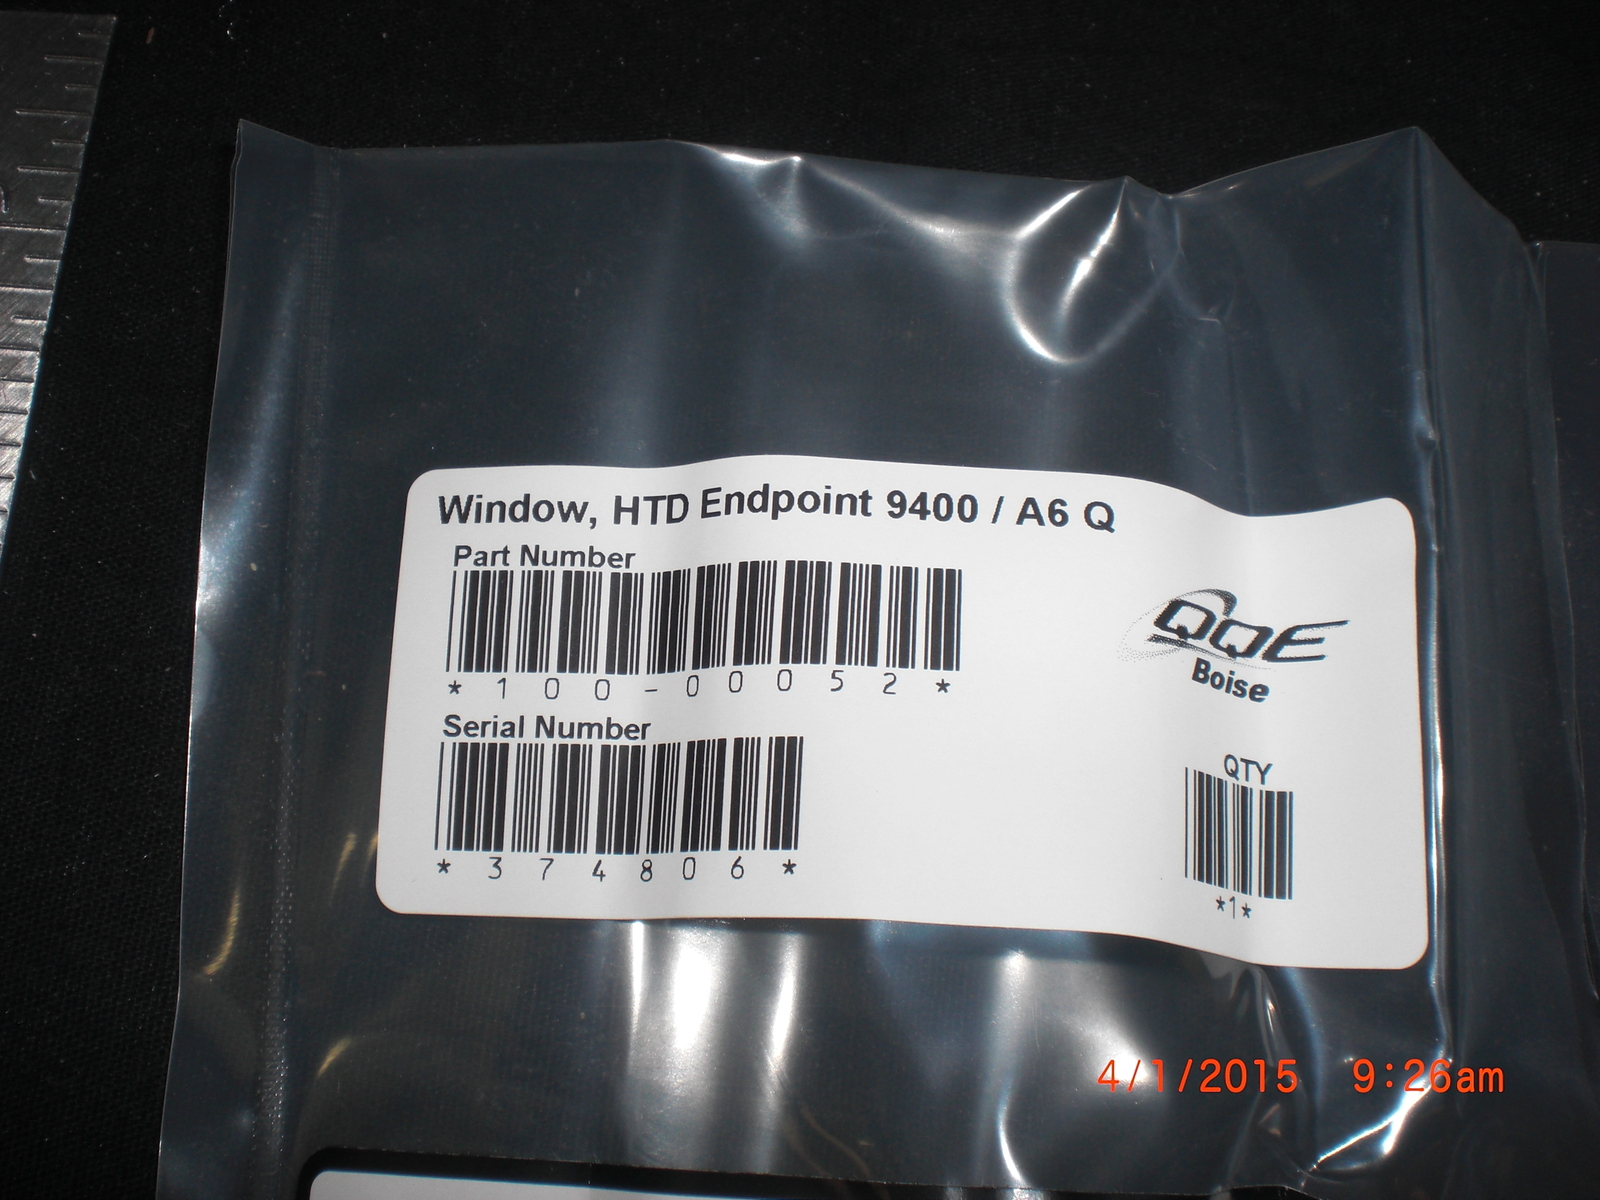 Window, HTD Endpoint 9400 / A6 Q
Part Number
*100-00052*
QQE
Boise
Serial Number
*374806*
QTY
*1*
4/1/2015 9:26am